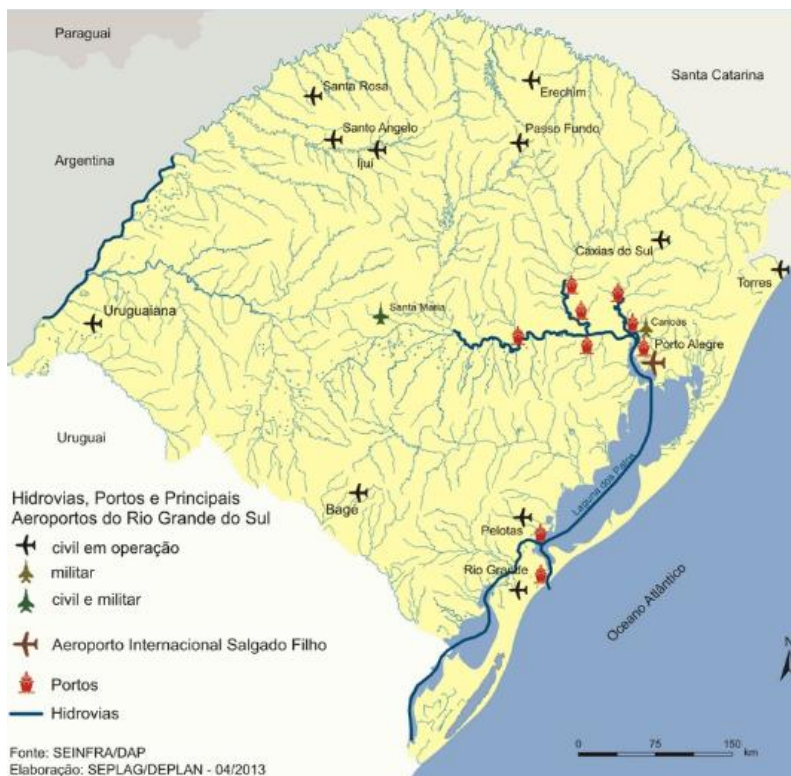 Paraguai
Santa Catarina
Santa Rosa
Erechim
Santo Angelo
Passo Fundo
Ijuí
Argentina
Caxias do Sul
Torres
Uruguaiana
Santa Maria
Canoas
Porto Alegre
Uruguai
Laguna dos Patos
Bagé
Pelotas
Rio Grande
Oceano Atlântico
N
Hidrovias, Portos e Principais
Aeroportos do Rio Grande do Sul
civil em operação
militar
civil e militar
Aeroporto Internacional Salgado Filho
Portos
Hidrovias
0 75 150
km
Fonte: SEINFRA/DAP
Elaboração: SEPLAG/DEPLAN - 04/2013